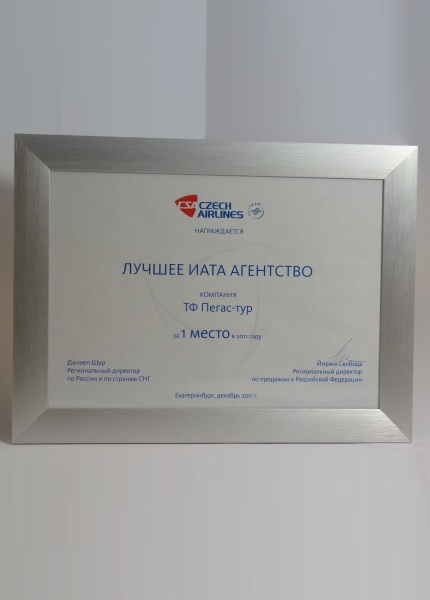 CSA CZECH
AIRLINES
НАГРАЖДАЕТСЯ
ЛУЧШЕЕ ИАТА АГЕНТСТВО
КОМПАНИЯ
ТФ Пегас-тур
за 1 место в 2011 году
Даниел Шур
Региональный директор
по России и по странам СНГ
Йиржи Свобода
Региональный директор
по продажам в Российской Федерации
Екатеринбург, декабрь 2011 г.